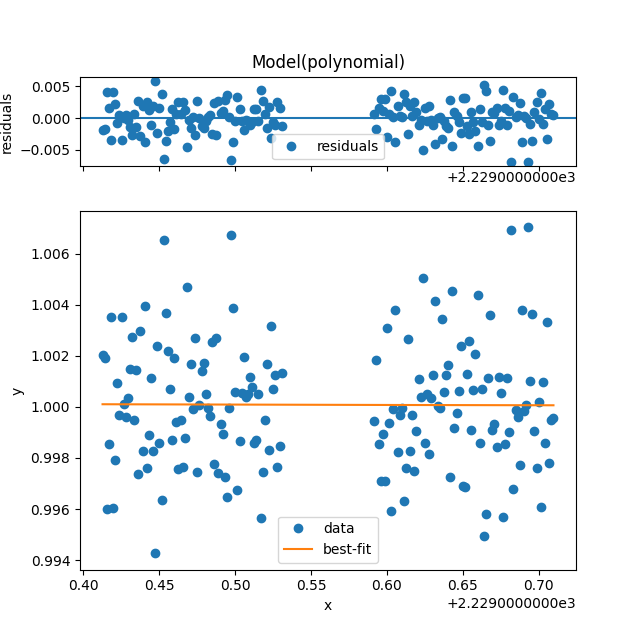 Model(polynomial)
0.005
0.000
−0.005
residuals
residuals
+2.2290000000e3
1.006
1.004
1.002
1.000
0.998
0.996
0.994
y
data
best-fit
0.40 0.45 0.50 0.55 0.60 0.65 0.70
x
+2.2290000000e3